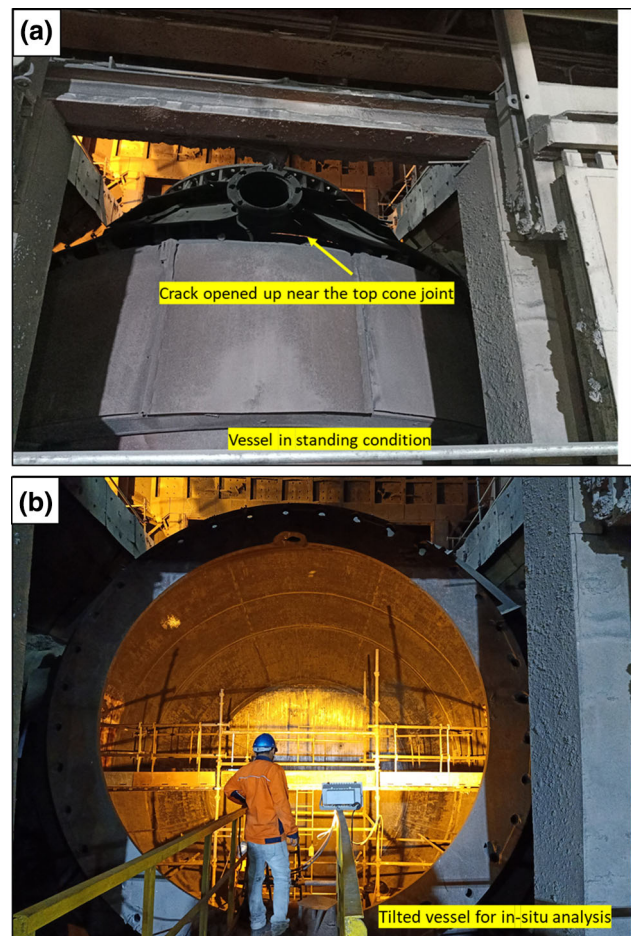 (a)
Crack opened up near the top cone joint
Vessel in standing condition
(b)
Tilted vessel for in-situ analysis